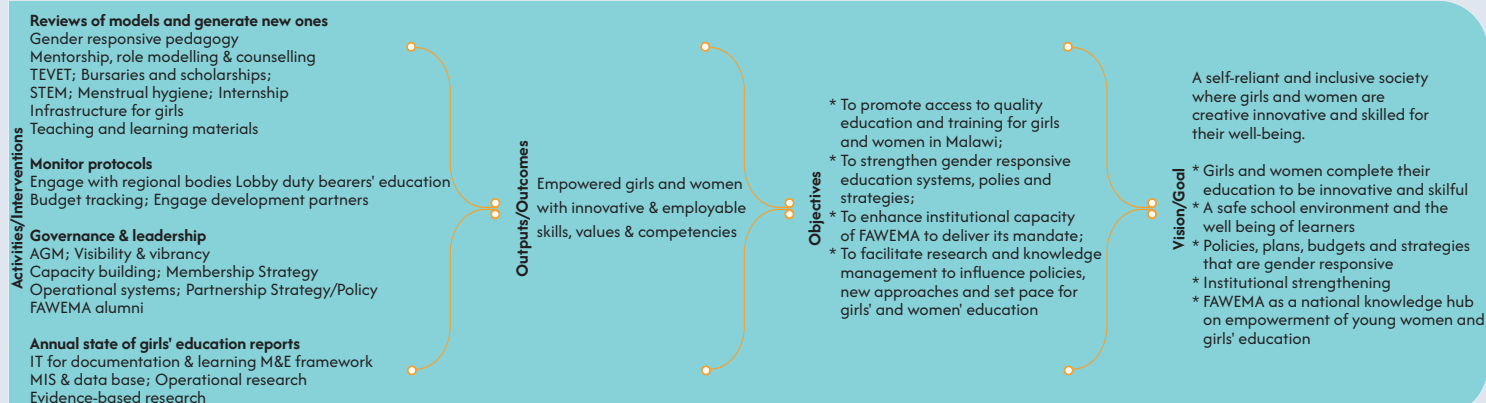 Activities/Interventions
Reviews of models and generate new ones
Gender responsive pedagogy
Mentorship, role modelling & counselling
TEVET; Bursaries and scholarships;
STEM; Menstrual hygiene; Internship
Infrastructure for girls
Teaching and learning materials
Monitor protocols
Engage with regional bodies Lobby duty bearers' education
Budget tracking; Engage development partners
Governance & leadership
AGM; Visibility & vibrancy
Capacity building; Membership Strategy
Operational systems; Partnership Strategy/Policy
FAWEMA alumni
Annual state of girls' education reports
IT for documentation & learning M&E framework
MIS & data base; Operational research
Evidence-based research
Outputs/Outcomes
Empowered girls and women
with innovative & employable
skills, values & competencies
Objectives
* To promote access to quality
education and training for girls
and women in Malawi;
* To strengthen gender responsive
education systems, polies and
strategies;
* To enhance institutional capacity
of FAWEMA to deliver its mandate;
* To facilitate research and knowledge
management to influence policies,
new approaches and set pace for
girls' and women' education
Vision/Goal
A self-reliant and inclusive society
where girls and women are
creative innovative and skilled for
their well-being.
* Girls and women complete their
education to be innovative and skilful
* A safe school environment and the
well being of learners
* Policies, plans, budgets and strategies
that are gender responsive
* Institutional strengthening
* FAWEMA as a national knowledge hub
on empowerment of young women and
girls' education